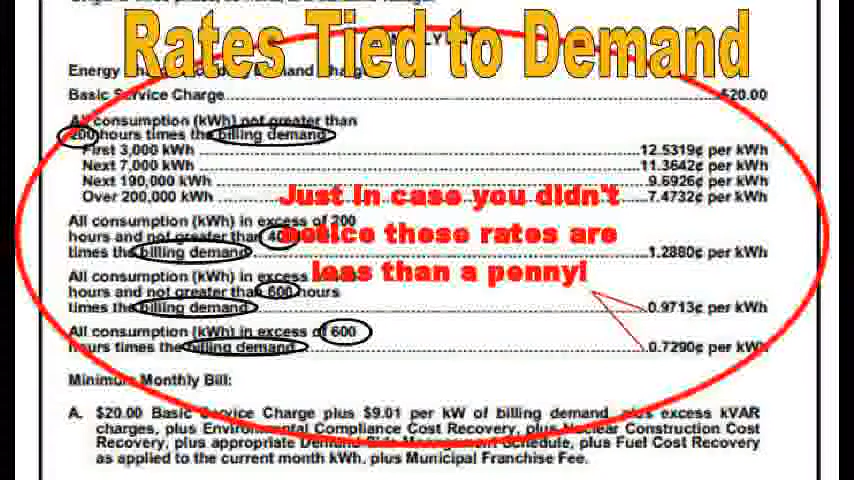 Rates Tied to Demand
Energy
Basic Service Charge $20.00
All consumption (kWh) not greater than
200 hours times the billing demand
First 3,000 kWh 12.5319¢ per kWh
Next 7,000 kWh 11.3642¢ per kWh
Next 190,000 kWh 9.6926¢ per kWh
Over 200,000 kWh 7.4732¢ per kWh
Just in case you didn't
notice those rates are
less than a penny!
All consumption (kWh) in excess of 200
hours and not greater than
times the billing demand 1.2880¢ per kWh
All consumption (kWh) in excess
hours and not greater than 600 hours
times the billing demand 0.9713¢ per kWh
All consumption (kWh) in excess of 600
hours times the billing demand 0.7290¢ per kWh
Minimum Monthly Bill:
A. $20.00 Basic Service Charge plus $9.01 per kW of billing demand, plus excess kVAR
charges, plus Environmental Compliance Cost Recovery, plus Nuclear Construction Cost
Recovery, plus appropriate Demand Side Management Schedule, plus Fuel Cost Recovery
as applied to the current month kWh, plus Municipal Franchise Fee.